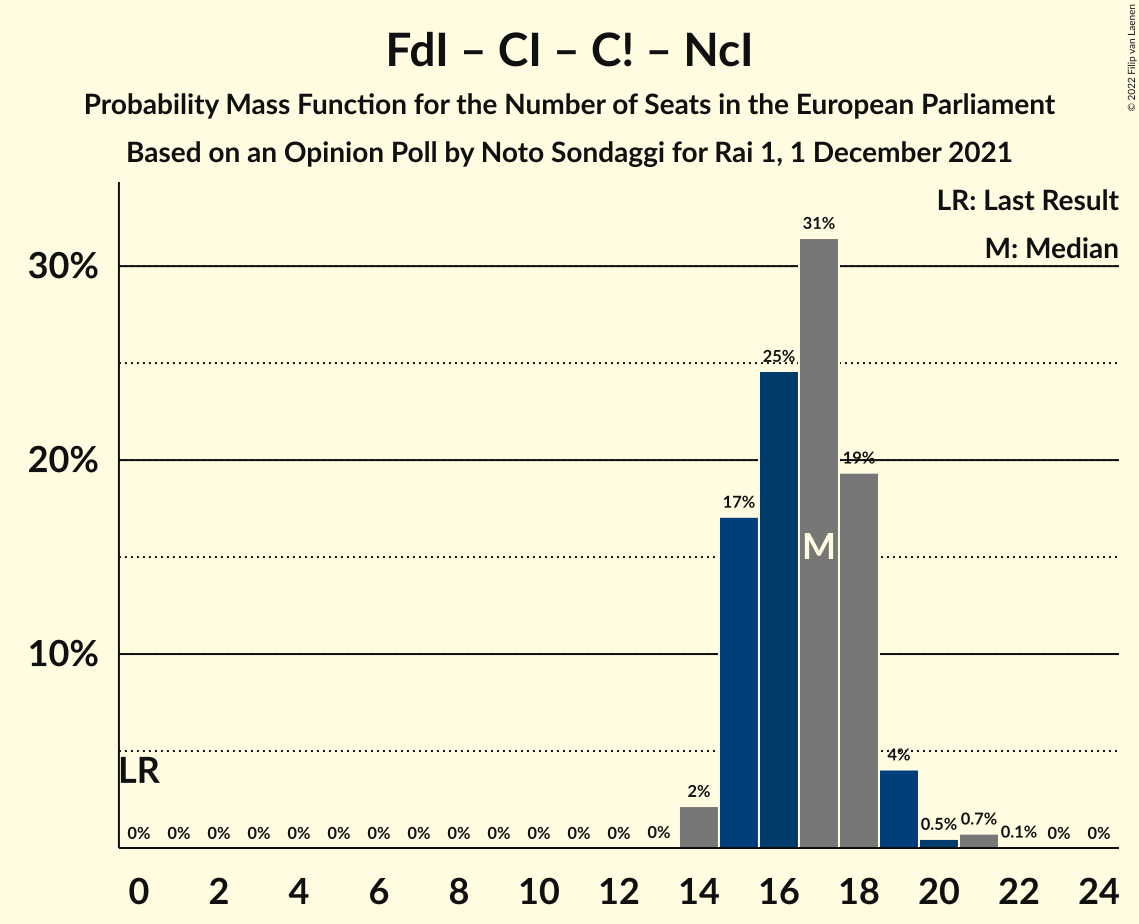 FdI – CI – C! – NcI
Probability Mass Function for the Number of Seats in the European Parliament
Based on an Opinion Poll by Noto Sondaggi for Rai 1, 1 December 2021
© 2022 Filip van Laenen
LR: Last Result
M: Median
30%
20%
10%
31%
25%
19%
17%
M
4%
LR
2%
0% 0% 0% 0% 0% 0% 0% 0% 0% 0% 0% 0% 0% 0% 0.5% 0.7% 0.1% 0% 0%
0 2 4 6 8 10 12 14 16 18 20 22 24